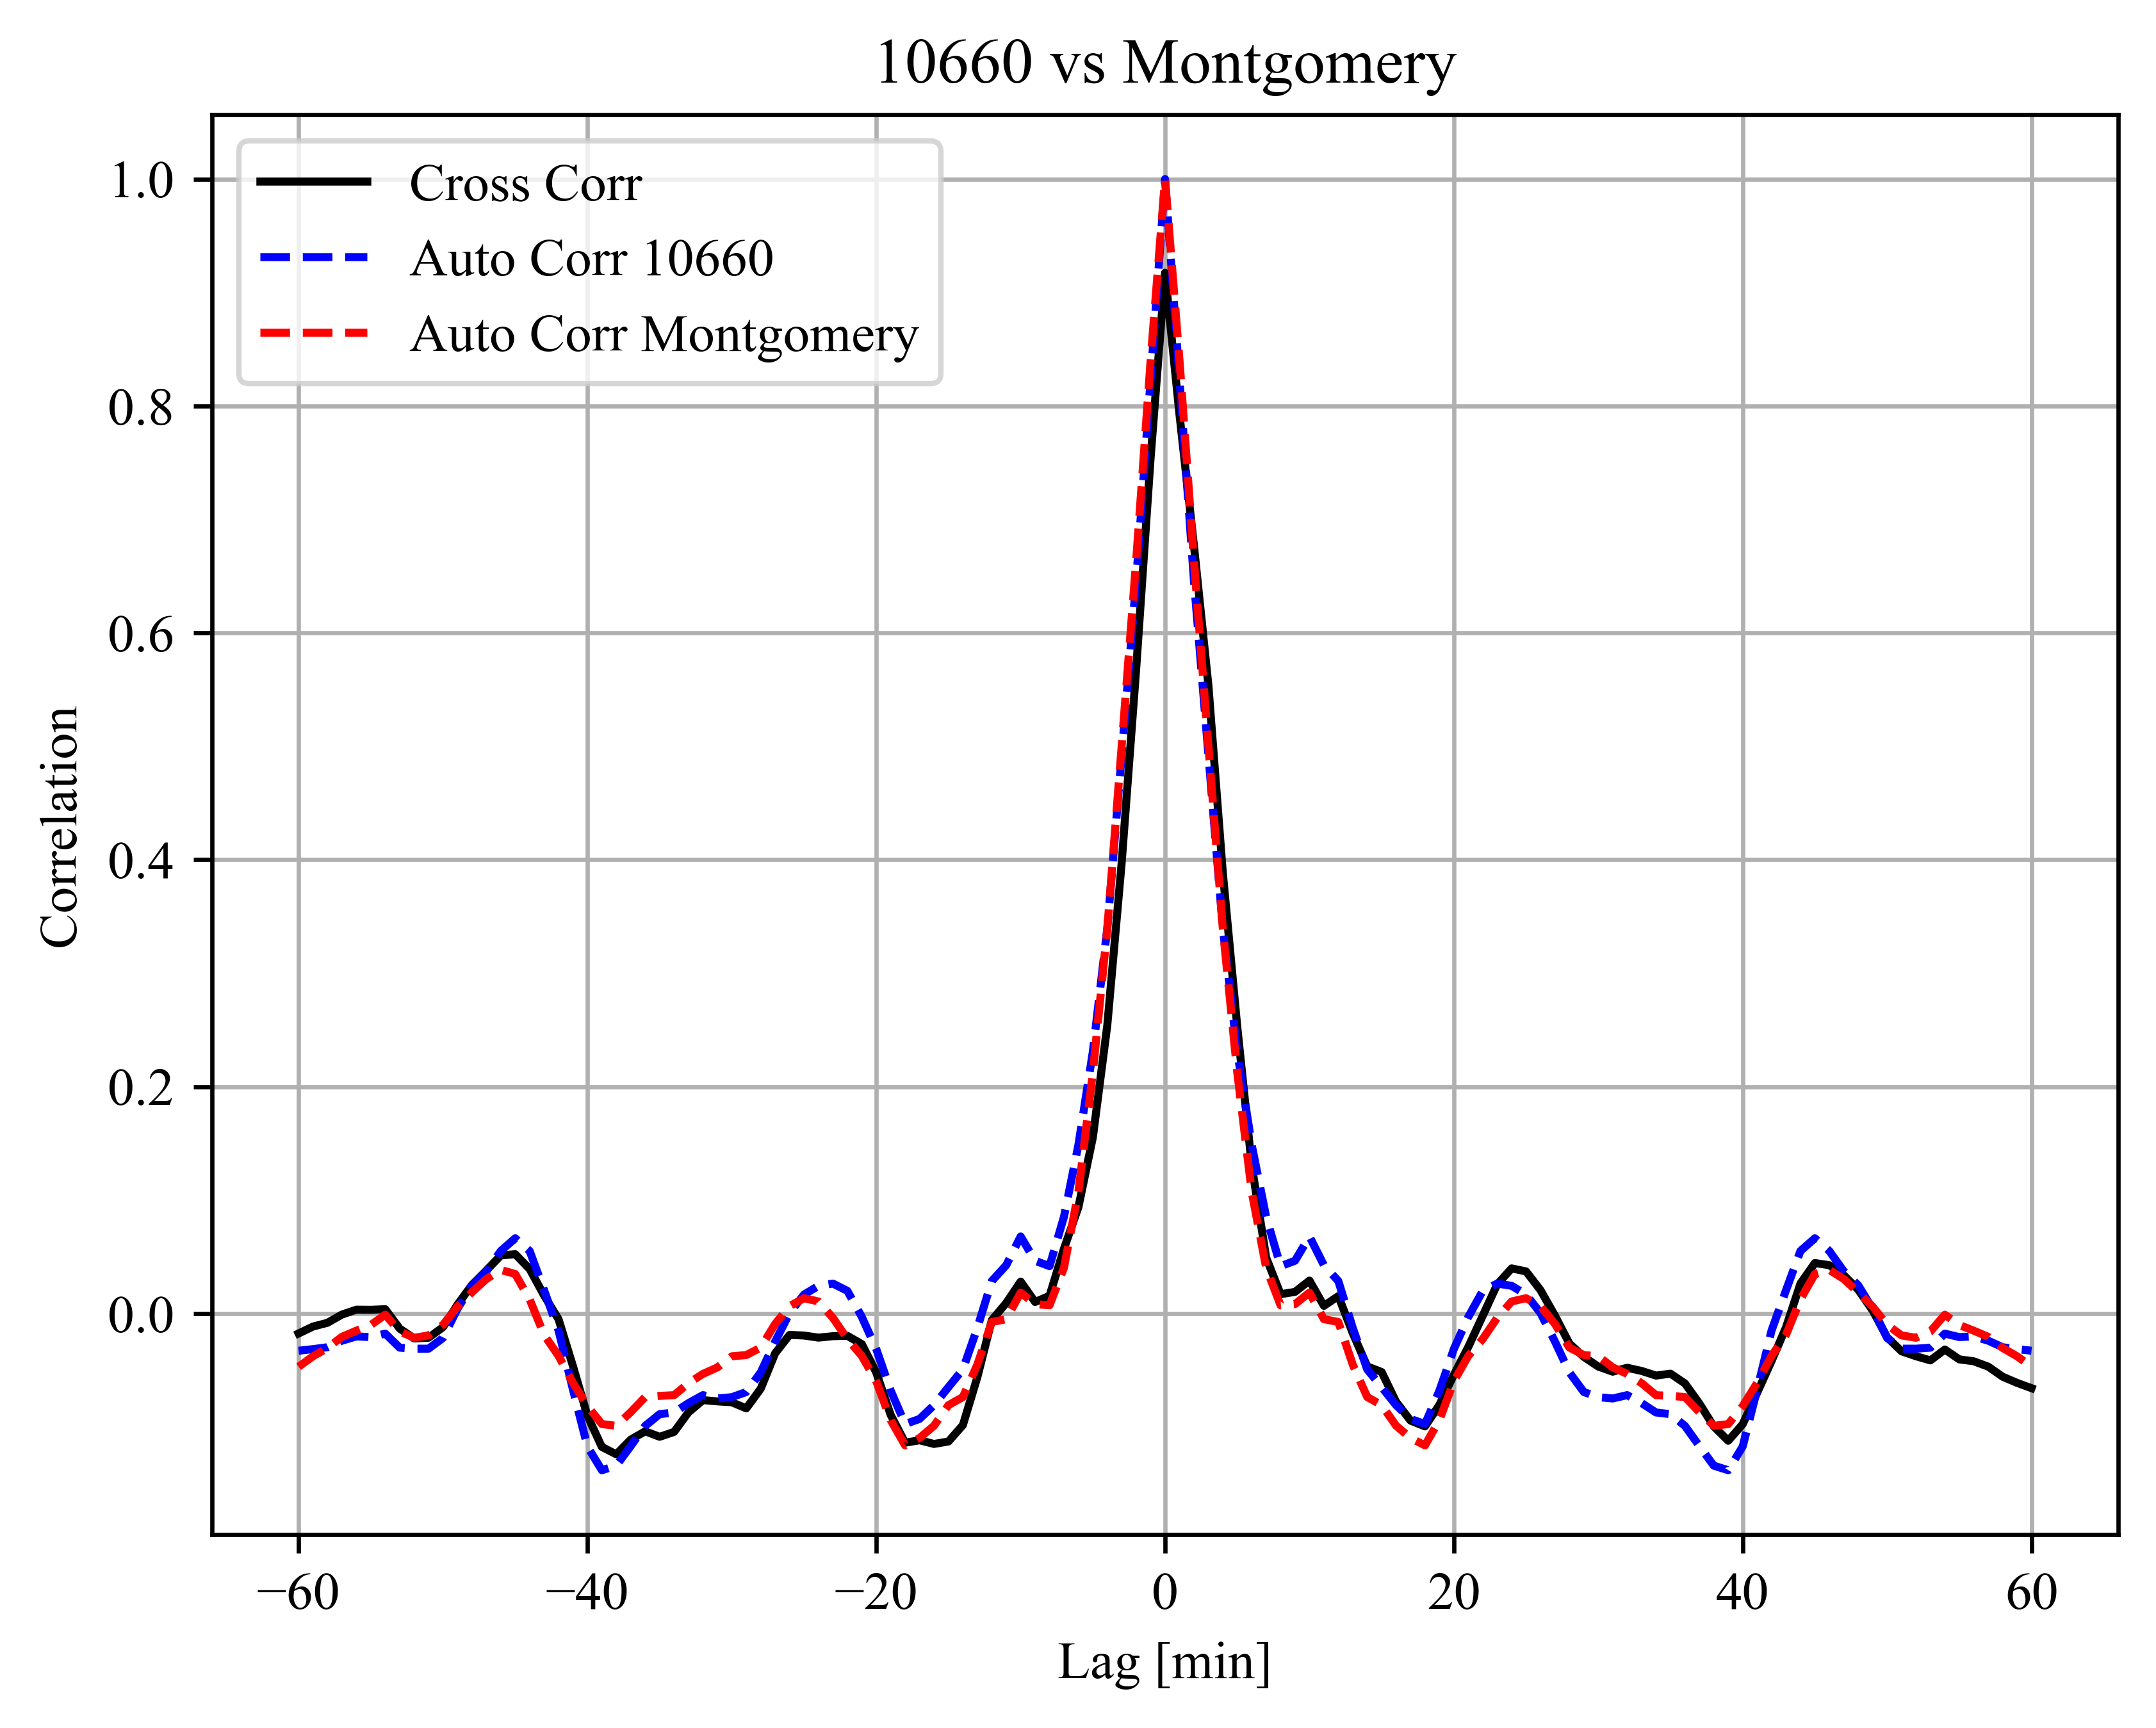 10660 vs Montgomery
Cross Corr
Auto Corr 10660
Auto Corr Montgomery
1.0
0.8
0.6
0.4
0.2
0.0
Correlation
−60 −40 −20 0 20 40 60
Lag [min]